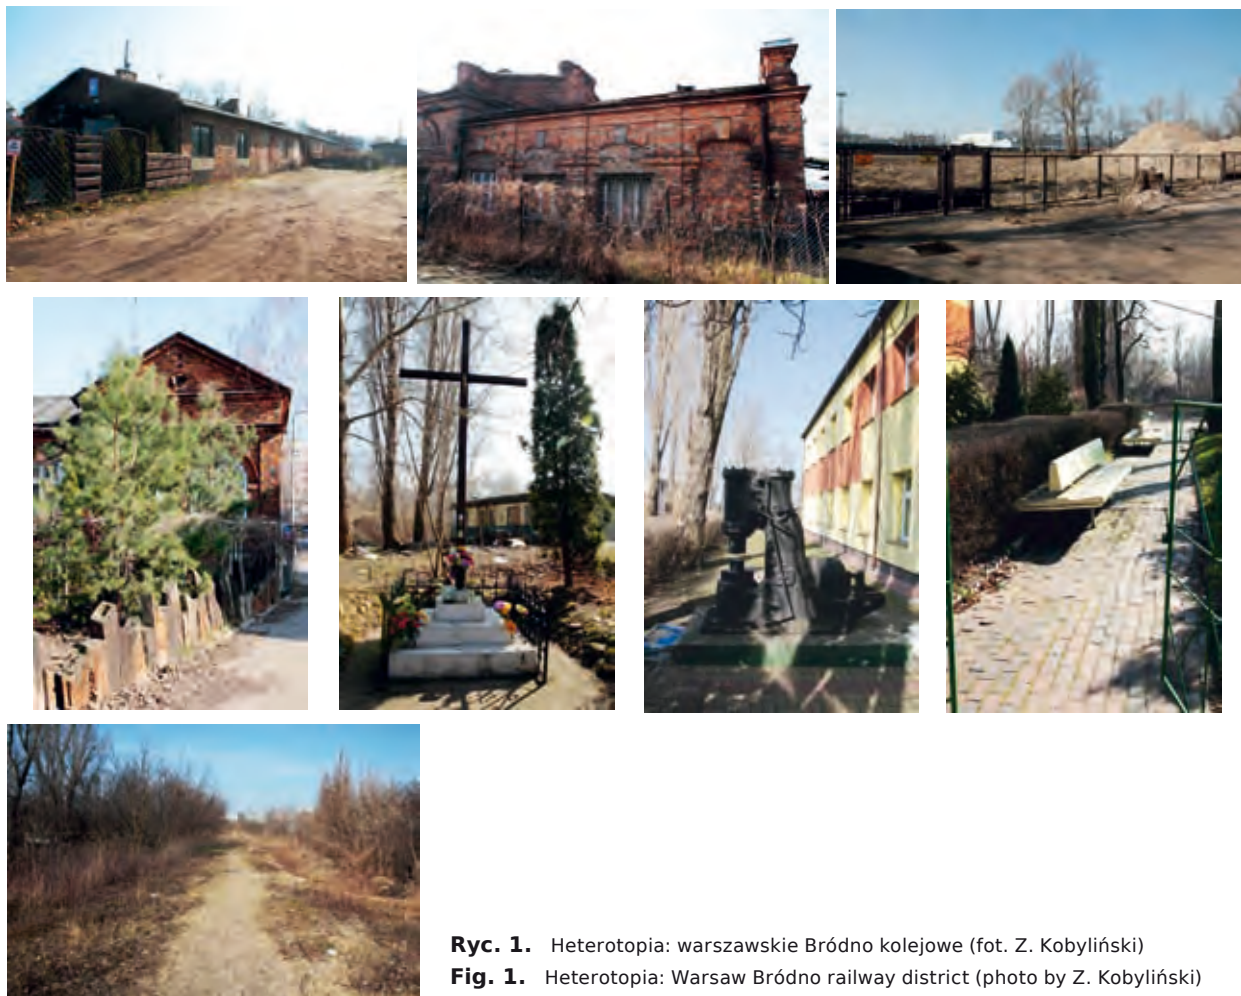 Ryc. 1. Heterotopia: warszawskie Bródno kolejowe (fot. Z. Kobyliński)
Fig. 1. Heterotopia: Warsaw Bródno railway district (photo by Z. Kobyliński)